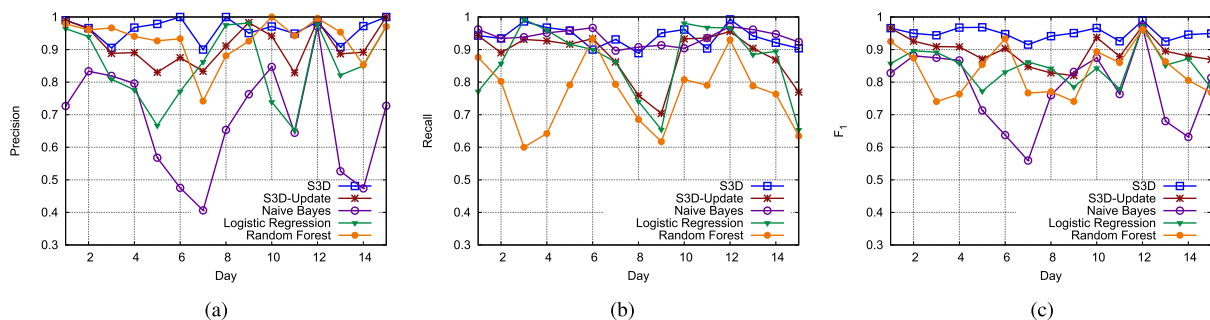 Precision
1
0.9
0.8
0.7
0.6
0.5
0.4
0.3
S3D
S3D-Update
Naive Bayes
Logistic Regression
Random Forest
2 4 6 8 10 12 14
Day
(a)
Recall
1
0.9
0.8
0.7
0.6
0.5
0.4
0.3
S3D
S3D-Update
Naive Bayes
Logistic Regression
Random Forest
2 4 6 8 10 12 14
Day
(b)
F1
1
0.9
0.8
0.7
0.6
0.5
0.4
0.3
S3D
S3D-Update
Naive Bayes
Logistic Regression
Random Forest
2 4 6 8 10 12 14
Day
(c)